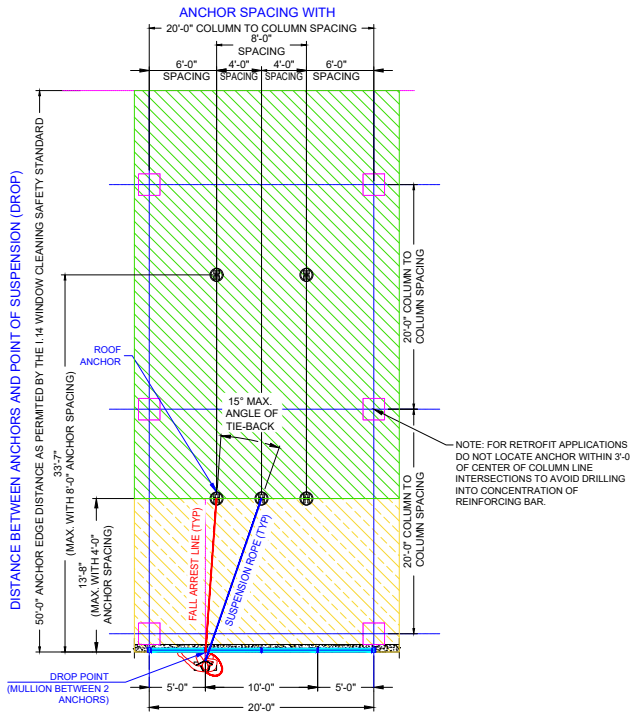 ANCHOR SPACING WITH
20'-0" COLUMN TO COLUMN SPACING
8'-0"
SPACING
6'-0"
SPACING
4'-0"
SPACING
4'-0"
SPACING
6'-0"
SPACING
DISTANCE BETWEEN ANCHORS AND POINT OF SUSPENSION (DROP)
50'-0" ANCHOR EDGE DISTANCE AS PERMITTED BY THE I.14 WINDOW CLEANING SAFETY STANDARD
33'-7"
(MAX. WITH 8'-0" ANCHOR SPACING)
13'-8"
(MAX. WITH 4'-0"
ANCHOR SPACING)
ROOF
ANCHOR
15° MAX.
ANGLE OF
TIE-BACK
FALL ARREST LINE (TYP)
SUSPENSION ROPE (TYP)
20'-0" COLUMN TO
COLUMN SPACING
20'-0" COLUMN TO
COLUMN SPACING
NOTE: FOR RETROFIT APPLICATIONS
DO NOT LOCATE ANCHOR WITHIN 3'-0
OF CENTER OF COLUMN LINE
INTERSECTIONS TO AVOID DRILLING
INTO CONCENTRATION OF
REINFORCING BAR.
DROP POINT
(MULLION BETWEEN 2
ANCHORS)
5'-0"
10'-0"
5'-0"
20'-0"